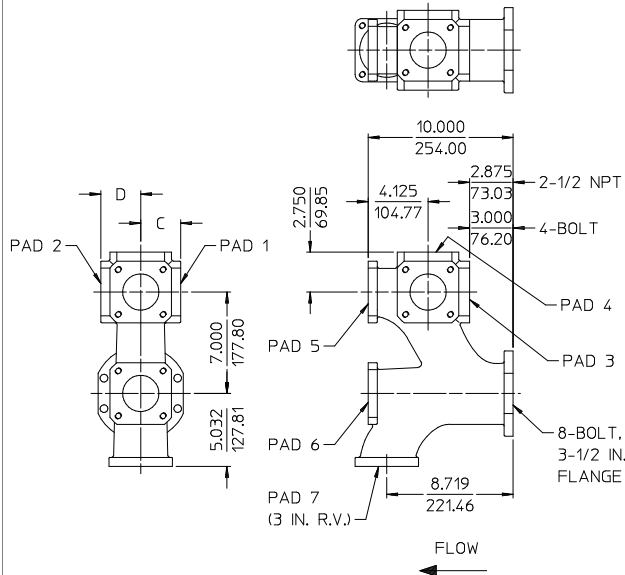 10.000
254.00
2.875
73.03
2-1/2 NPT
4.125
104.77
3.000
76.20
4-BOLT
2.750
69.85
D
C
PAD 2
PAD 1
PAD 4
PAD 5
PAD 3
7.000
177.80
PAD 6
5.032
127.81
8-BOLT,
3-1/2 IN.
FLANGE
PAD 7
(3 IN. R.V.)
8.719
221.46
FLOW